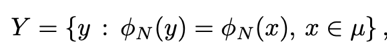 Y = {y : ϕ_N(y) = ϕ_N(x), x ∈ μ},